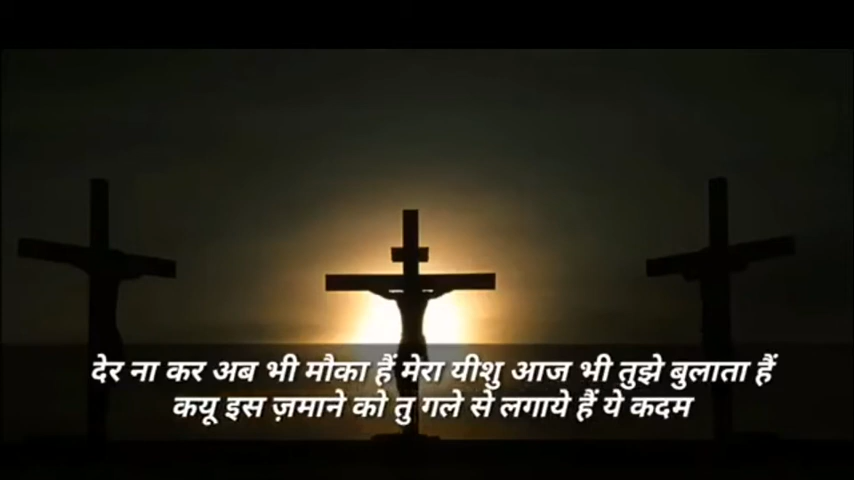 देर ना कर अब भी मौका हैं मेरा यीशु आज भी तुझे बुलाता हैं
कयू इस ज़माने को तु गले से लगाये हैं ये कदम